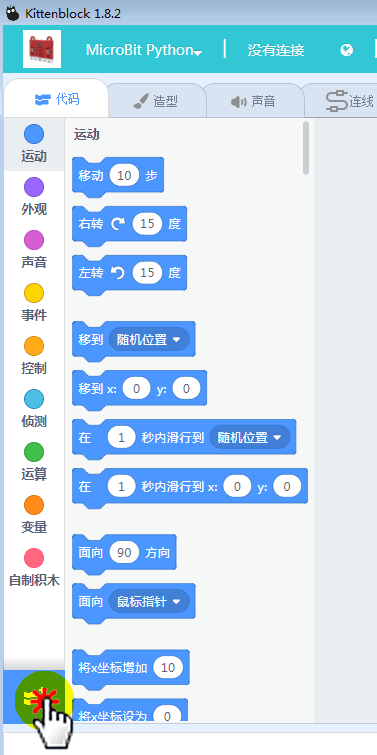 Kittenblock 1.8.2
MicroBit Python 没有连接
代码 造型 声音 连线
运动
外观
声音
事件
控制
侦测
运算
变量
自制积木
运动
移动 10 步
右转 15 度
左转 15 度
移到 随机位置
移到 x: 0 y: 0
在 1 秒内滑行到 随机位置
在 1 秒内滑行到 x: 0 y: 0
面向 90 方向
面向 鼠标指针
将x坐标增加 10
将x坐标设为 0